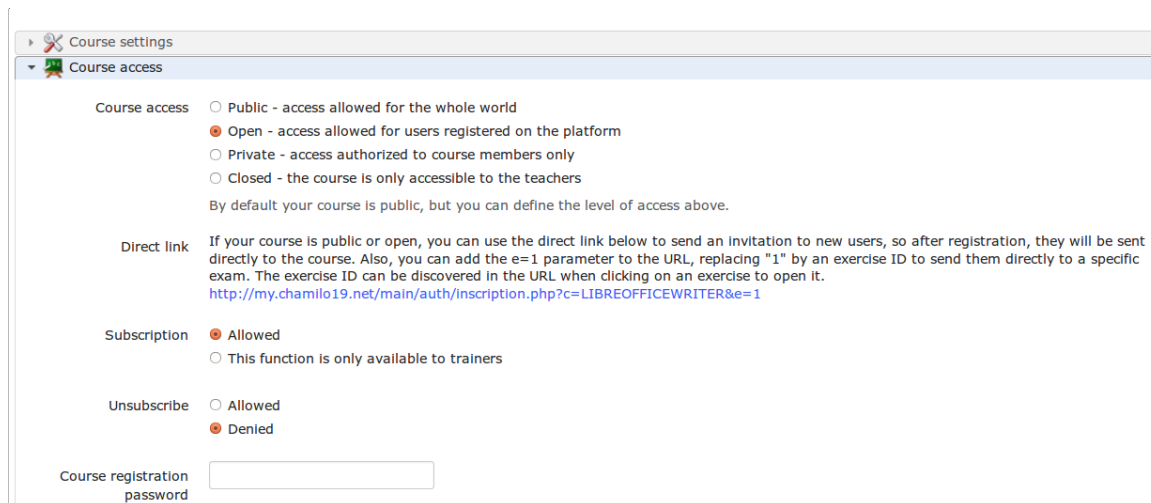 Course settings
Course access
Course access
Public - access allowed for the whole world
Open - access allowed for users registered on the platform
Private - access authorized to course members only
Closed - the course is only accessible to the teachers
By default your course is public, but you can define the level of access above.
Direct link
If your course is public or open, you can use the direct link below to send an invitation to new users, so after registration, they will be sent
directly to the course. Also, you can add the e=1 parameter to the URL, replacing "1" by an exercise ID to send them directly to a specific
exam. The exercise ID can be discovered in the URL when clicking on an exercise to open it.
http://my.chamilo19.net/main/auth/inscription.php?c=LIBREOFFICEWRITER&e=1
Subscription
Allowed
This function is only available to trainers
Unsubscribe
Allowed
Denied
Course registration
password